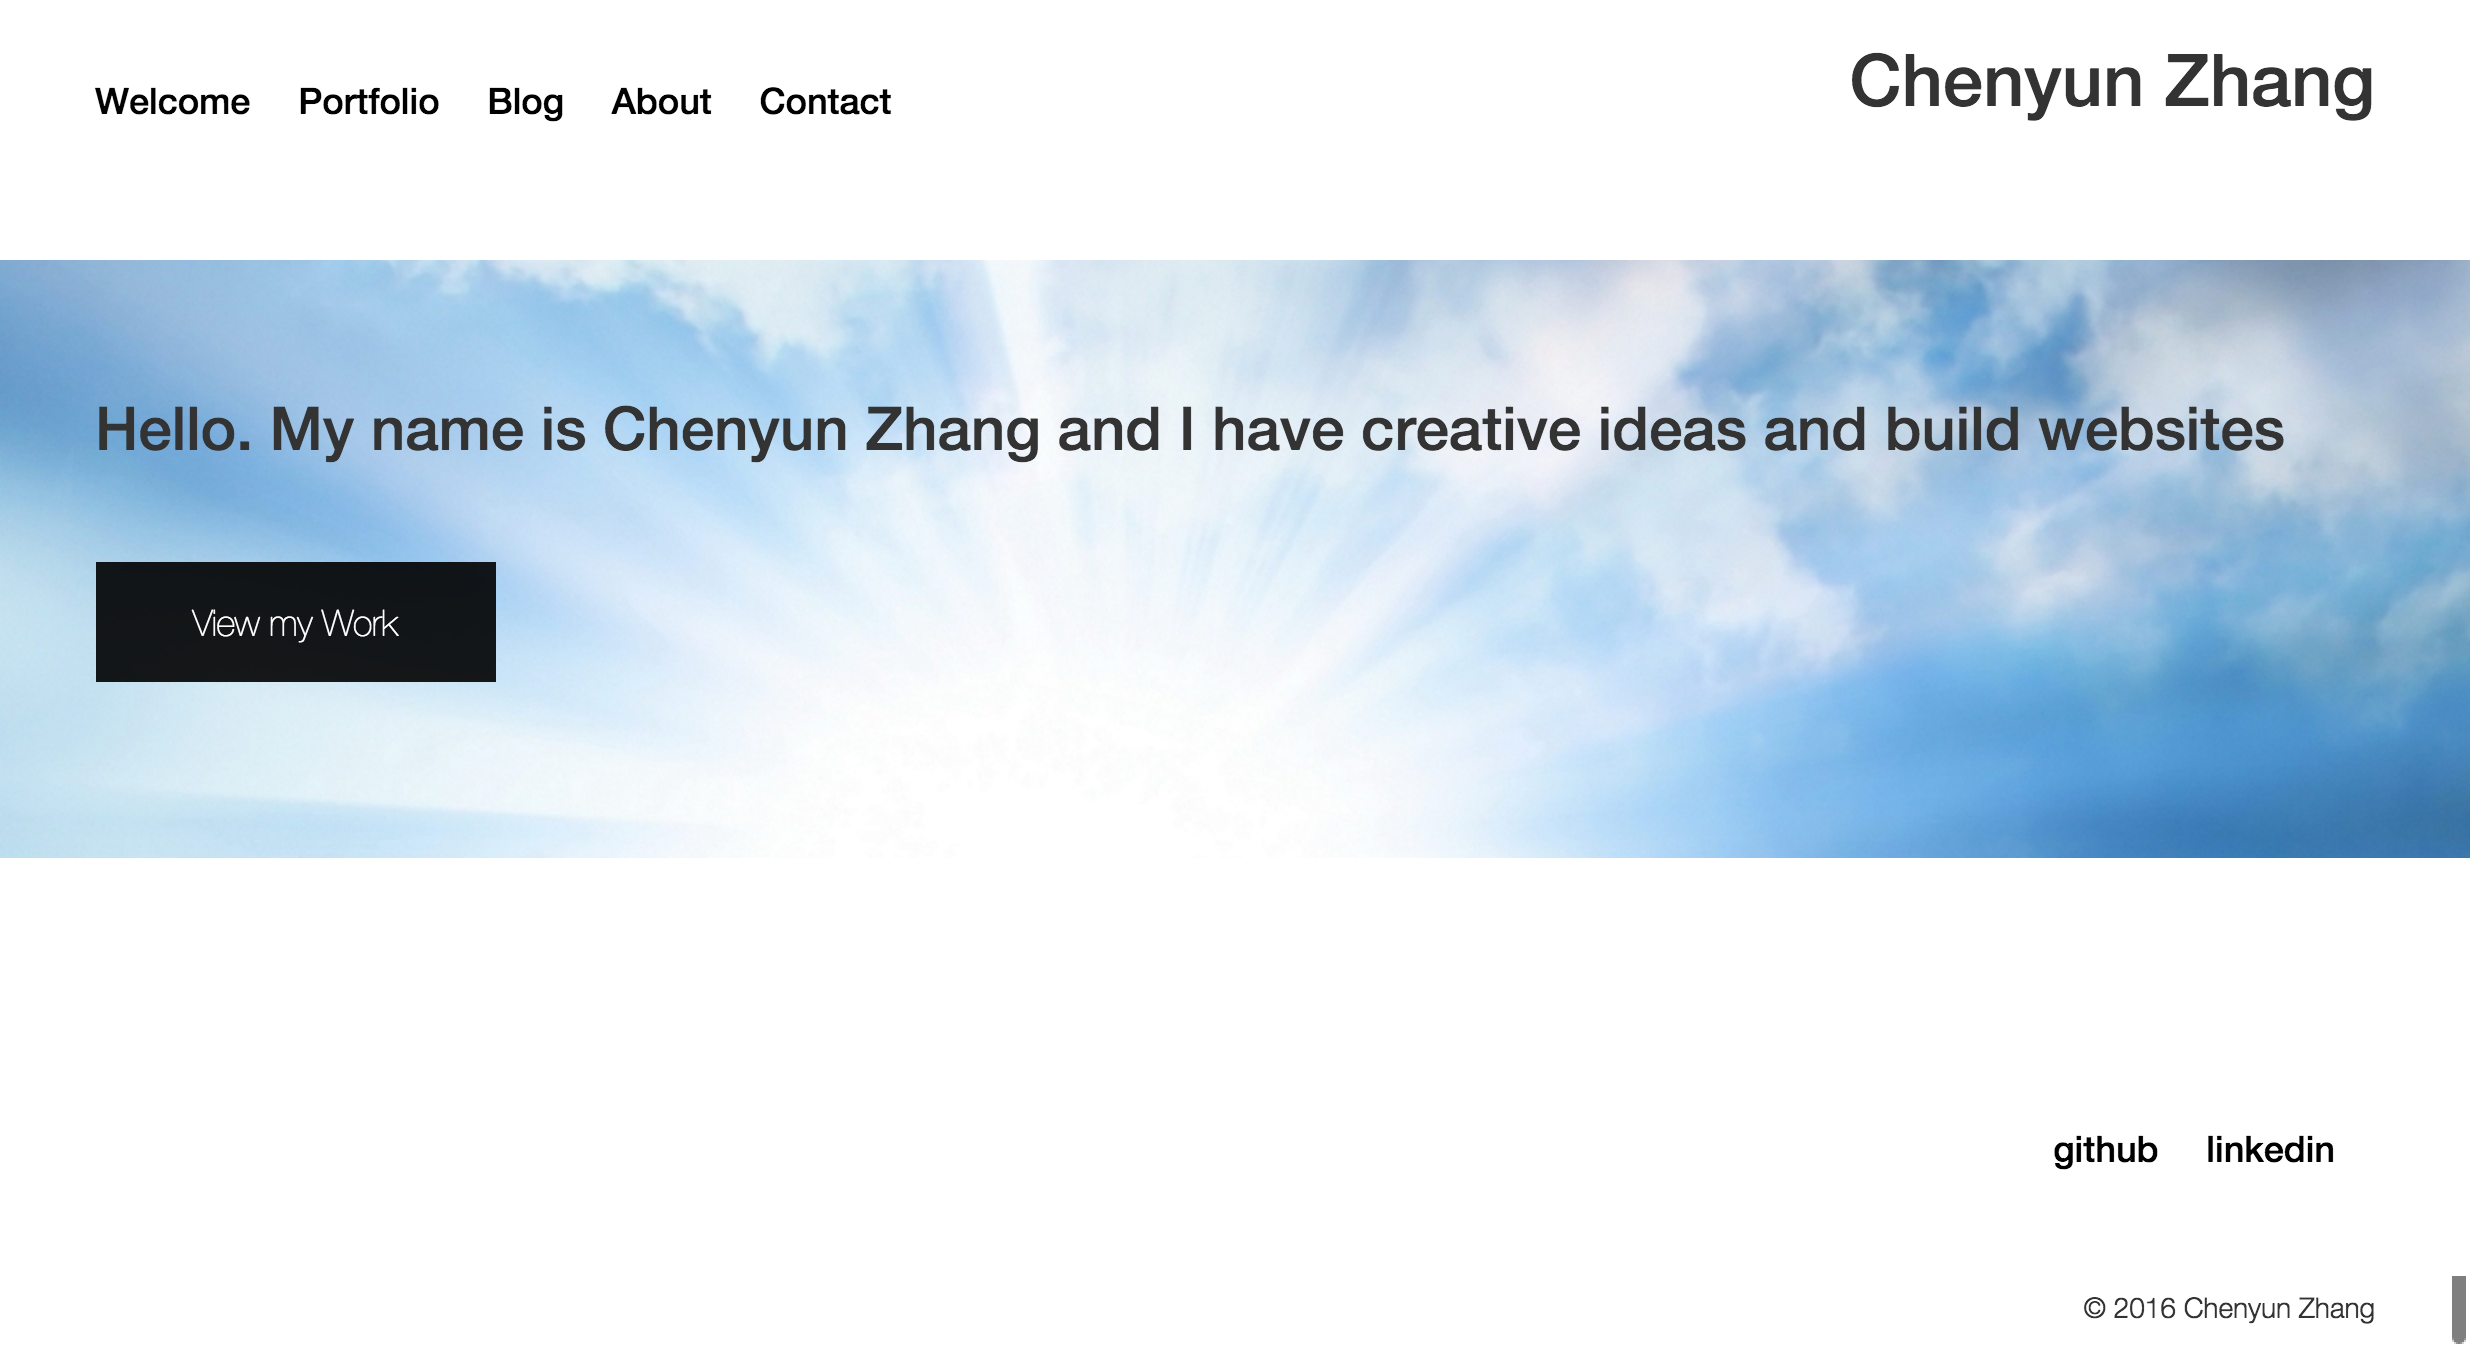 Welcome Portfolio Blog About Contact
Chenyun Zhang
Hello. My name is Chenyun Zhang and I have creative ideas and build websites
View my Work
github linkedin
© 2016 Chenyun Zhang